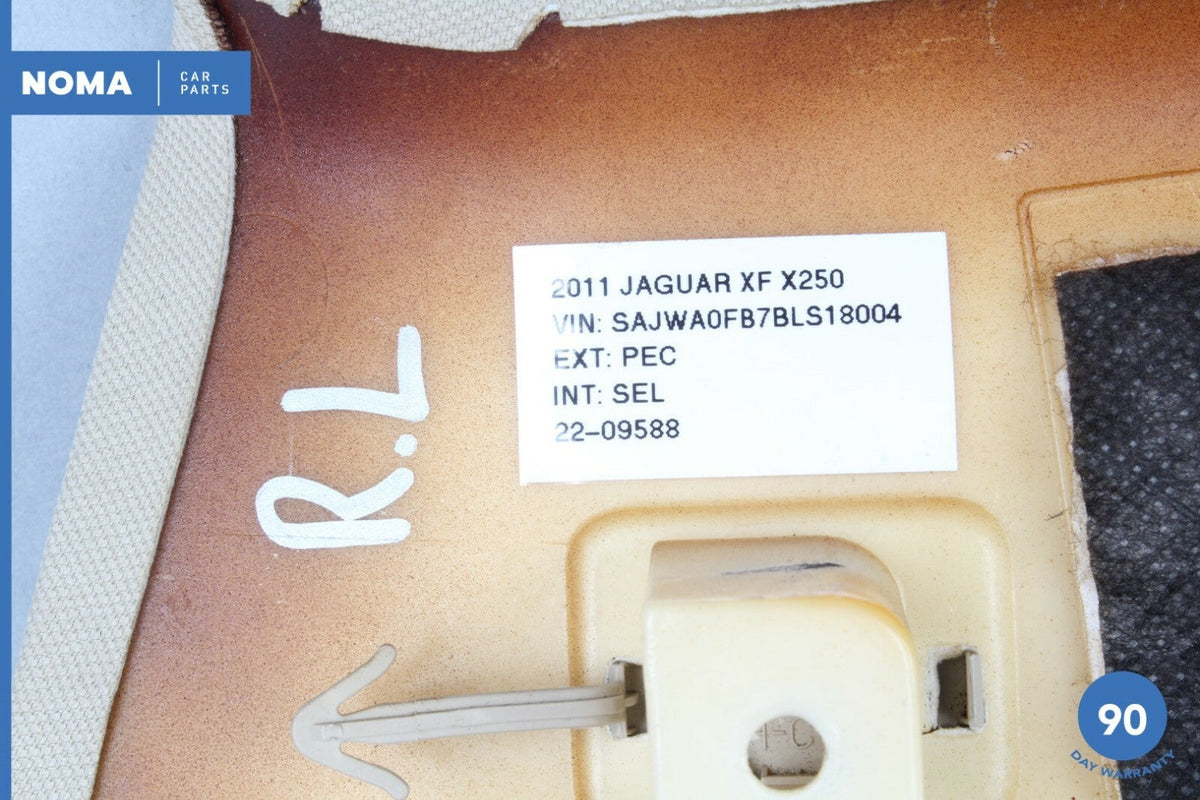 NOMA
CAR
PARTS
2011 JAGUAR XF X250
VIN: SAJWA0FB7BLS18004
EXT: PEC
INT: SEL
22-09588
R.L
90
DAY WARRANTY